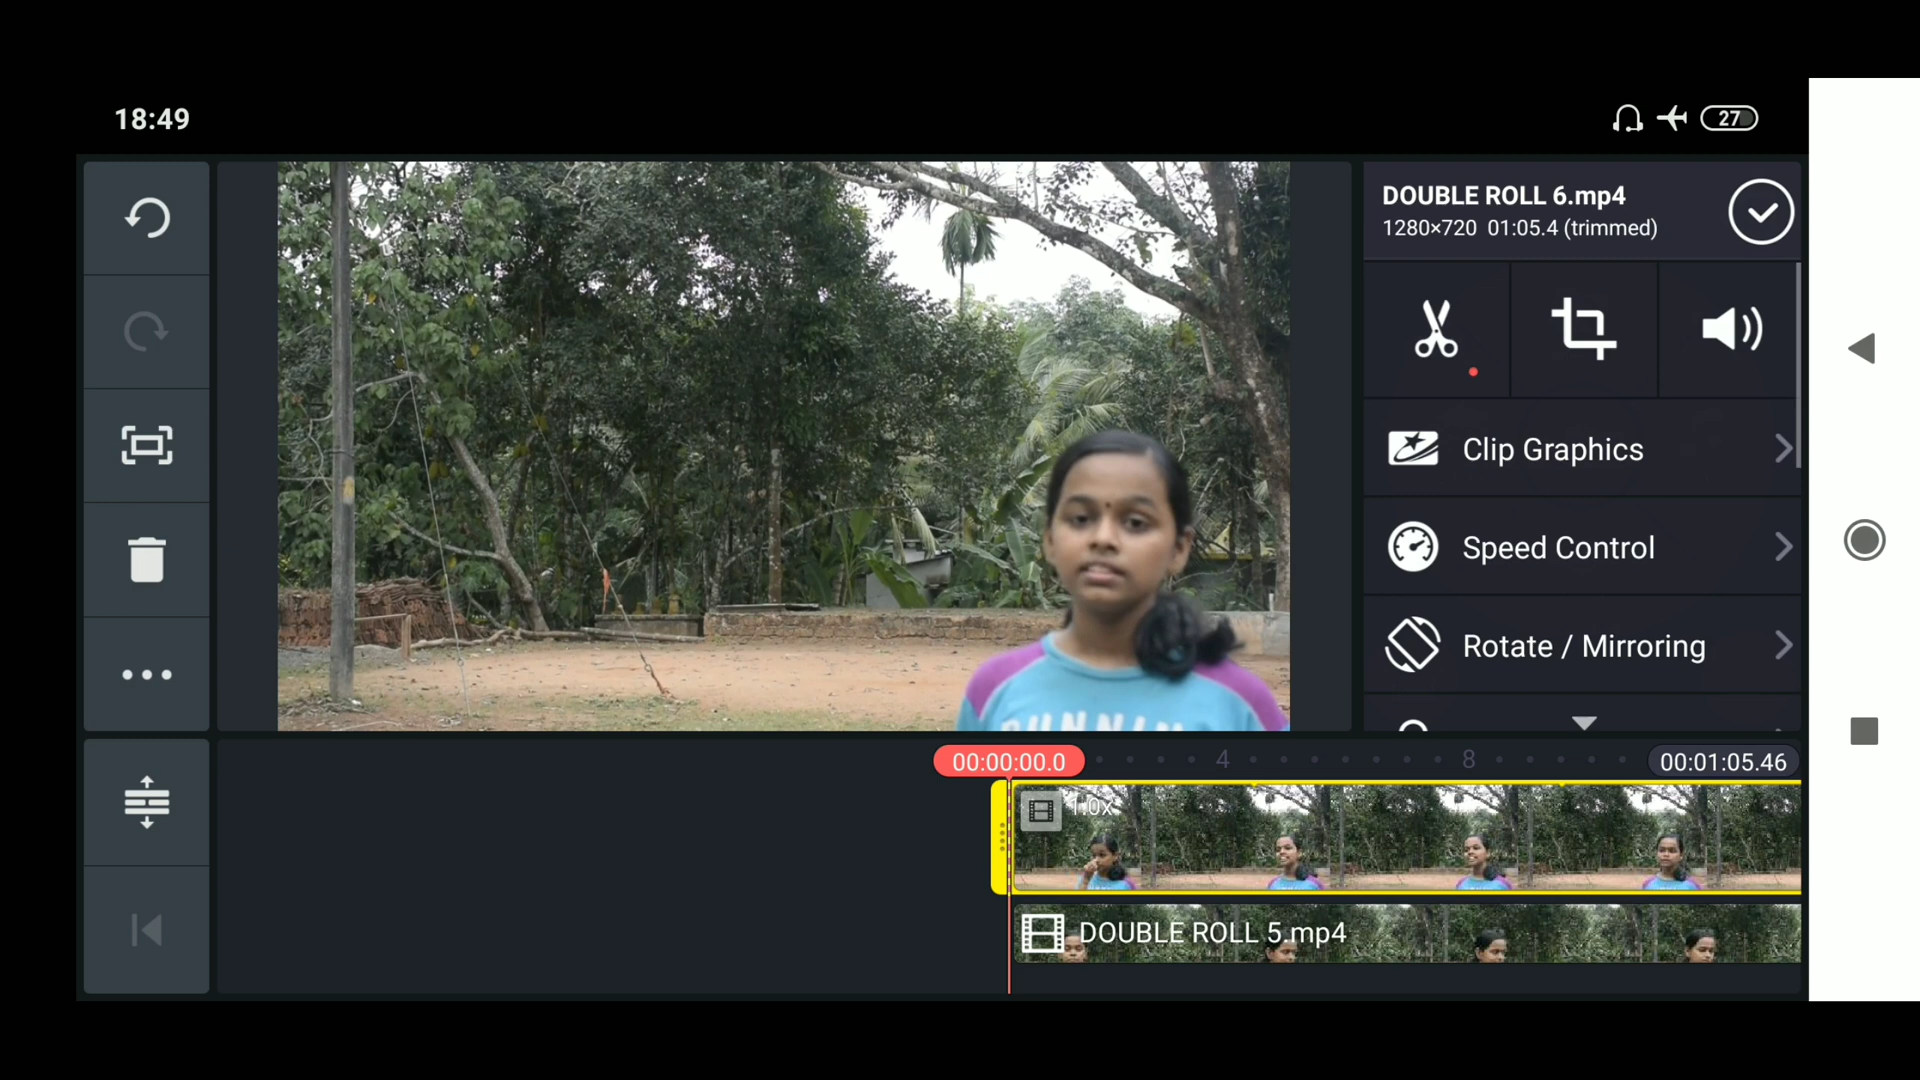 18:49
27
DOUBLE ROLL 6.mp4
1280×720 01:05.4 (trimmed)
Clip Graphics
Speed Control
Rotate / Mirroring
00:00:00.0
4
8
00:01:05.46
1.0x
DOUBLE ROLL 5.mp4